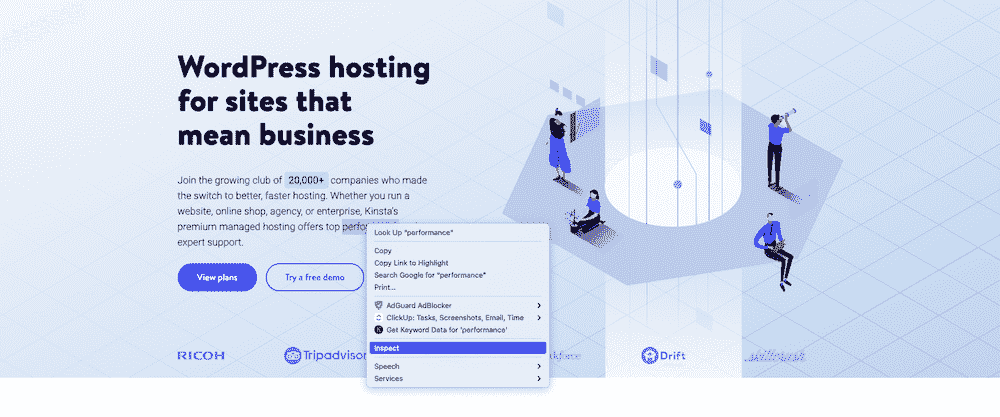 WordPress hosting
for sites that
mean business
Join the growing club of 20,000+ companies who made
the switch to better, faster hosting. Whether you run a
website, online shop, agency, or enterprise, Kinsta's
premium managed hosting offers top
expert support.
View plans
Try a free demo
Look Up "performance"
Copy
Copy Link to Highlight
Search Google for "performance"
Print...
AdGuard AdBlocker
ClickUp: Tasks, Screenshots, Email, Time
Get Keyword Data for 'performance'
Inspect
Speech
Services
RICOH
Tripadvisor
Drift